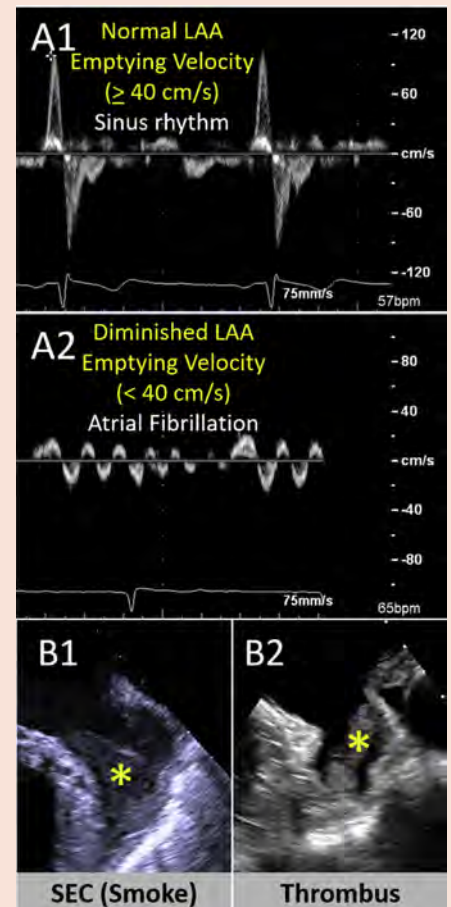 A1
Normal LAA
Emptying Velocity
(≥ 40 cm/s)
Sinus rhythm
120
60
cm/s
-60
-120
75mm/s
57bpm
A2
Diminished LAA
Emptying Velocity
(< 40 cm/s)
Atrial Fibrillation
80
40
cm/s
-40
-80
75mm/s
65bpm
B1
*
SEC (Smoke)
B2
*
Thrombus